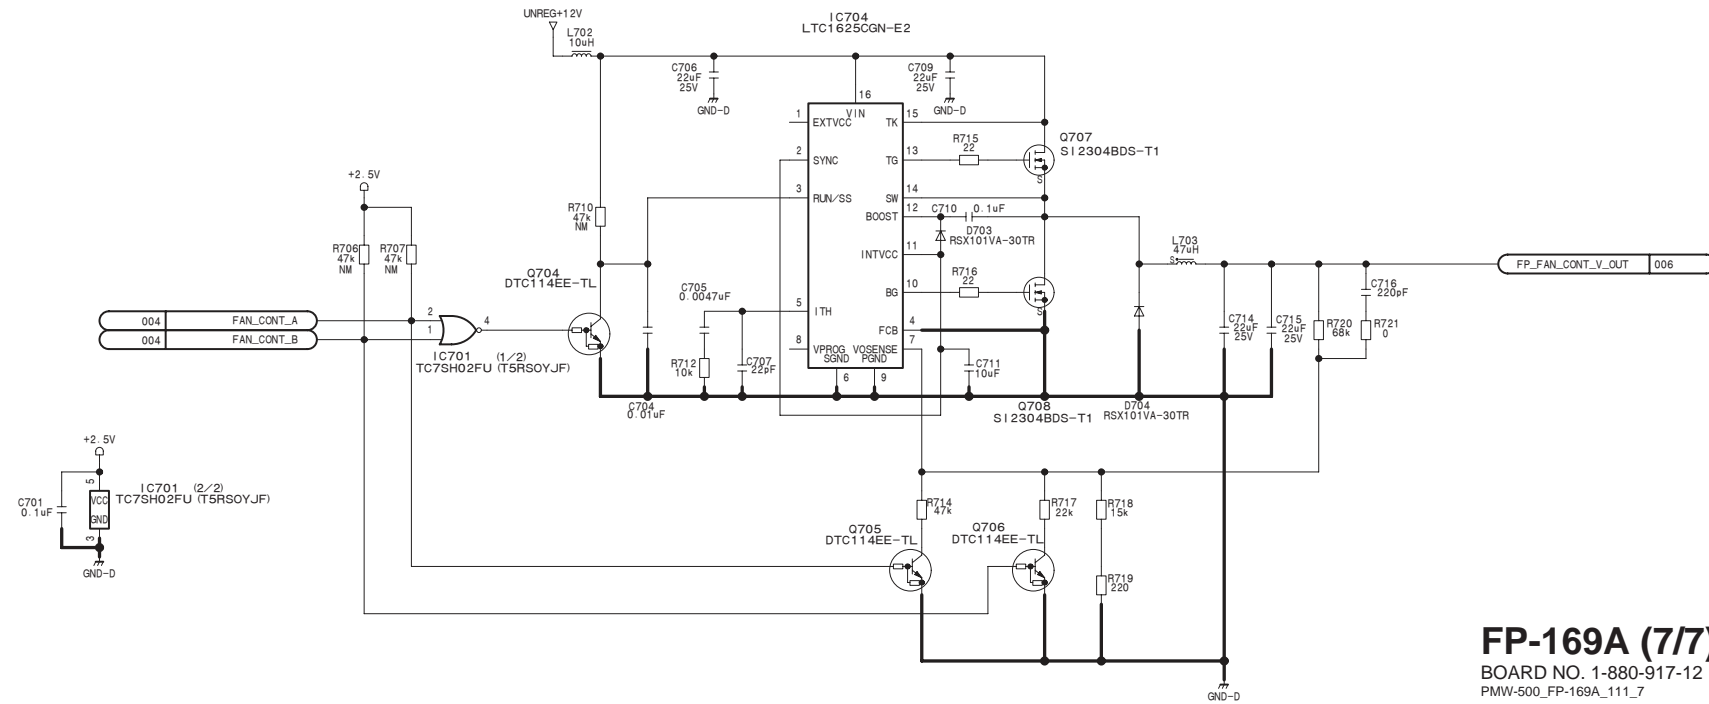 UNREG+12V
L702
10uH
IC704
LTC1625CGN-E2
C706
22uF
25V
GND-D
C709
22uF
25V
GND-D
16
VIN
1
EXTVCC
2
SYNC
3
RUN/SS
5
ITH
8
VPROG
SGND
6
PGND
9
15
TK
13
TG
14
SW
12
BOOST
11
INTVCC
10
BG
4
FCB
7
VOSENSE
R715
22
Q707
SI2304BDS-T1
S
C710
0.1uF
D703
RSX101VA-30TR
R716
22
S
Q708
SI2304BDS-T1
C711
10uF
D704
RSX101VA-30TR
L703
47uH
S
FP_FAN_CONT_V_OUT
006
C714
22uF
25V
C715
22uF
25V
R720
68k
C716
220pF
R721
0
+2.5V
R706
47k
NM
R707
47k
NM
R710
47k
NM
Q704
DTC114EE-TL
C705
0.0047uF
R712
10k
C707
22pF
C704
0.01uF
004
FAN_CONT_A
004
FAN_CONT_B
2
1
4
IC701 (1/2)
TC7SH02FU (T5RSOYJF)
+2.5V
C701
0.1uF
5
VCC
GND
3
IC701 (2/2)
TC7SH02FU (T5RSOYJF)
GND-D
Q705
DTC114EE-TL
R714
47k
Q706
DTC114EE-TL
R717
22k
R718
15k
R719
220
GND-D
FP-169A (7/7)
BOARD NO. 1-880-917-12
PMW-500_FP-169A_111_7